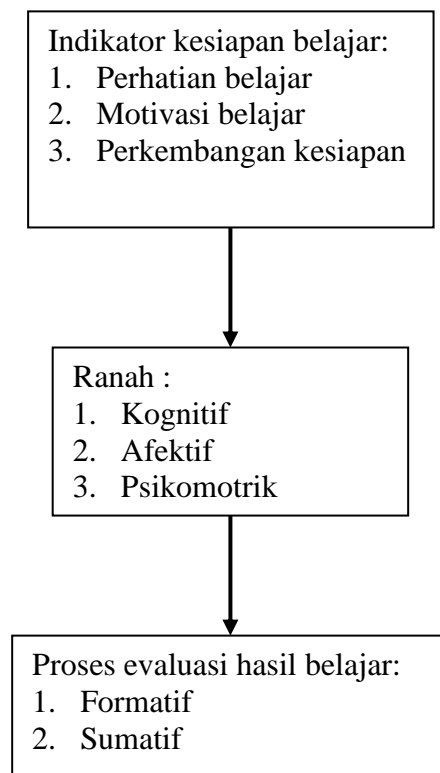 Indikator kesiapan belajar:
1. Perhatian belajar
2. Motivasi belajar
3. Perkembangan kesiapan
Ranah :
1. Kognitif
2. Afektif
3. Psikomotrik
Proses evaluasi hasil belajar:
1. Formatif
2. Sumatif